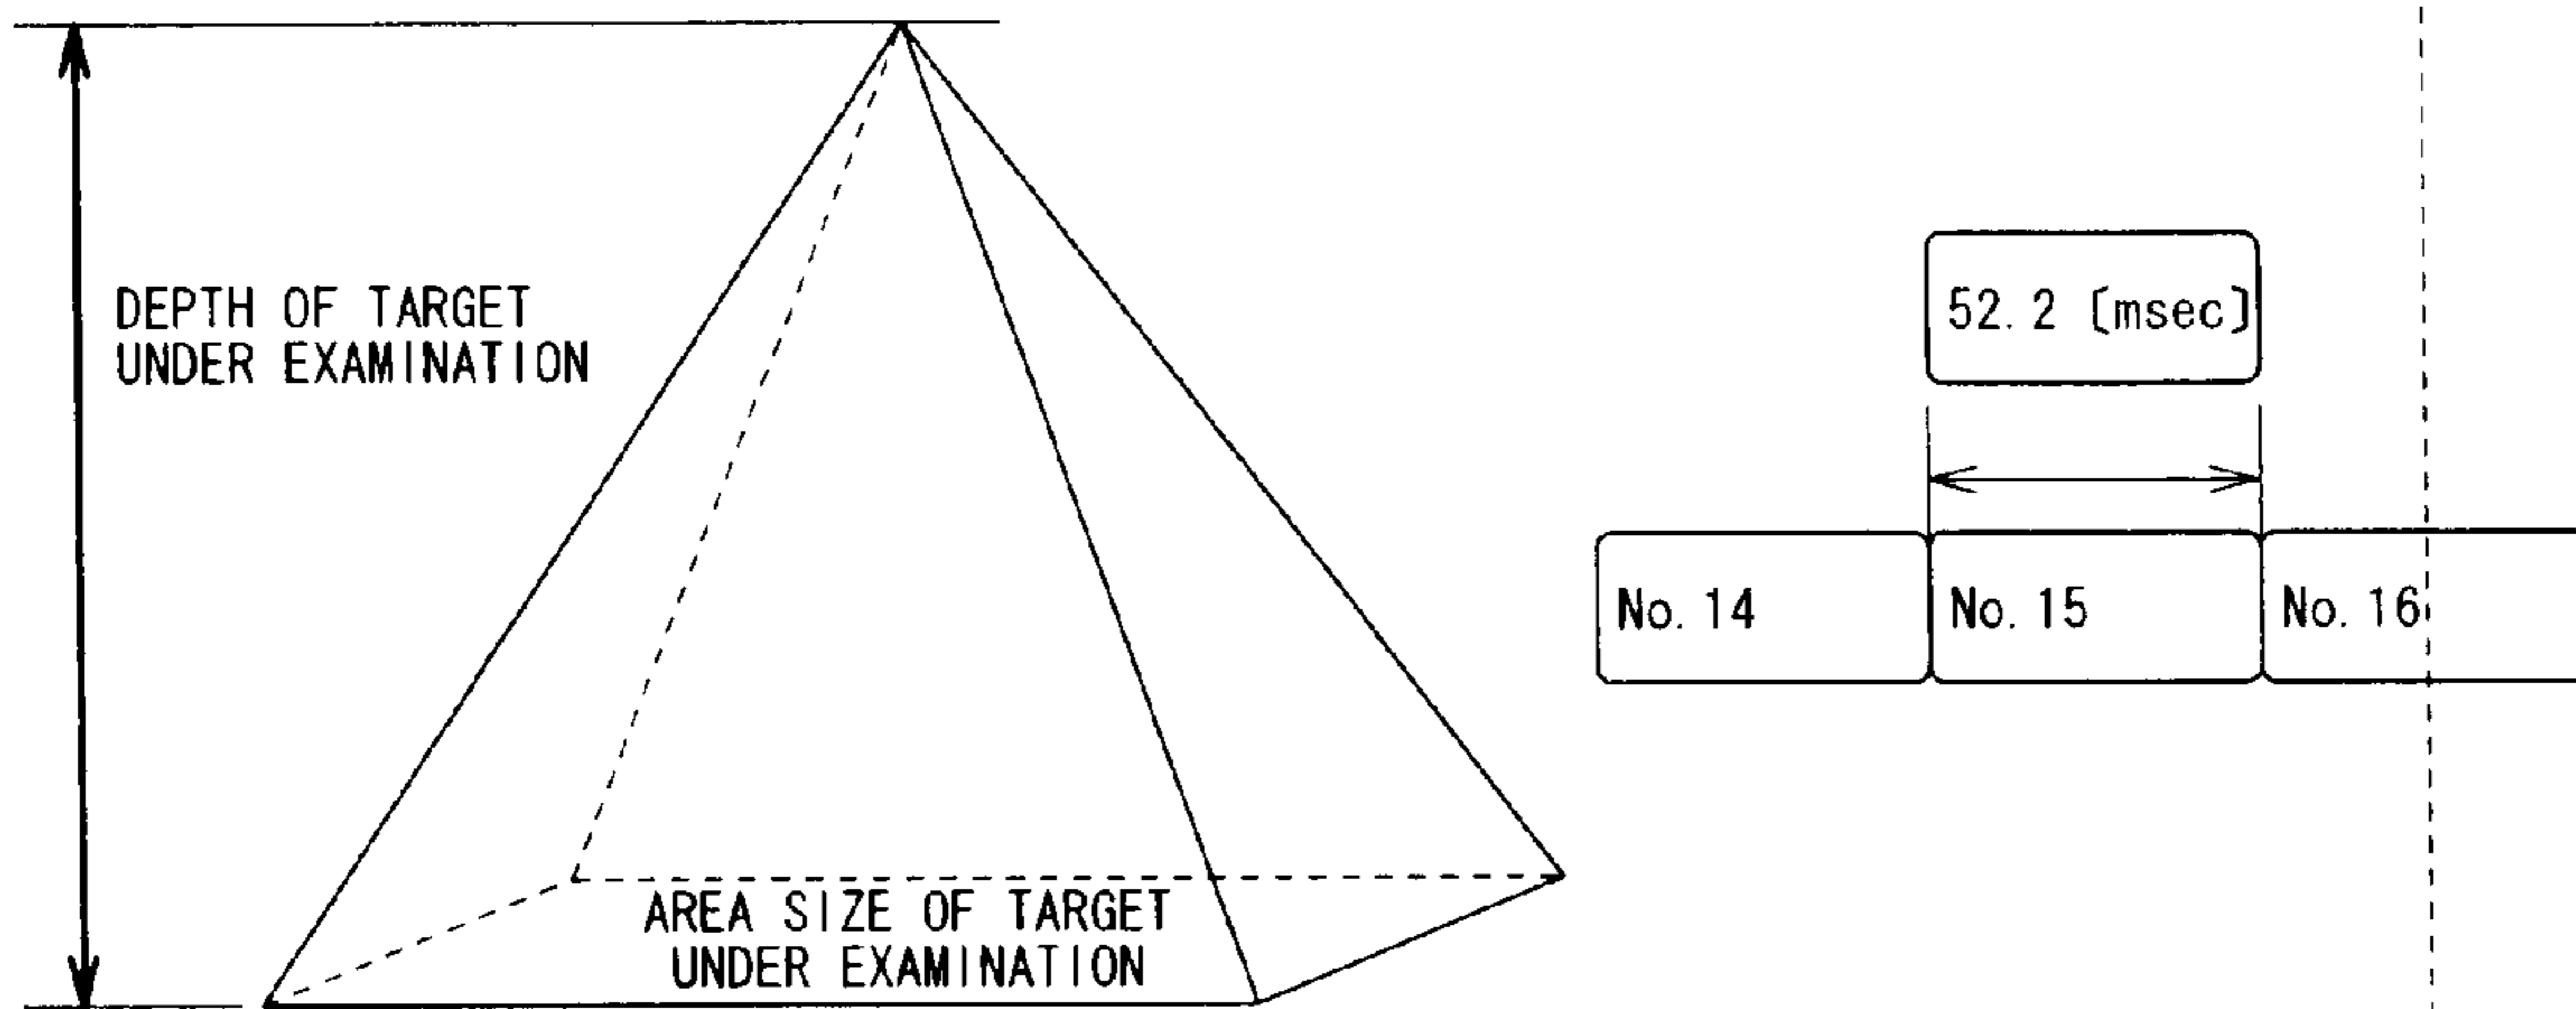 DEPTH OF TARGET
UNDER EXAMINATION
AREA SIZE OF TARGET
UNDER EXAMINATION
52.2 [msec]
No. 14
No. 15
No. 16